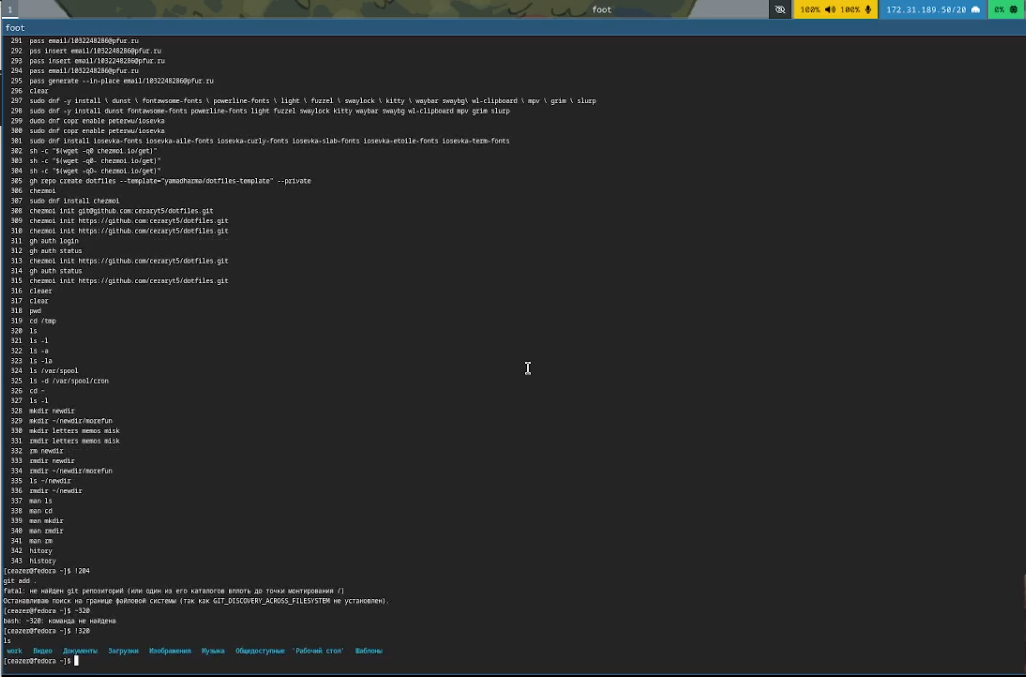 1 foot 100% 100% 172.31.189.50/20 0%
foot
291 pass email/1032248286@pfur.ru
292 pss insert email/1032248286@pfur.ru
293 pass insert email/1032248286@pfur.ru
294 pass email/1032248286@pfur.ru
295 pass generate --in-place email/1032248286@pfur.ru
296 clear
297 sudo dnf -y install \ dunst \ fontawsome-fonts \ powerline-fonts \ light \ fuzzel \ swaylock \ kitty \ waybar swaybg\ wl-clipboard \ mpv \ grim \ slurp
298 sudo dnf -y install dunst fontawsome-fonts powerline-fonts light fuzzel swaylock kitty waybar swaybg wl-clipboard mpv grim slurp
299 dudo dnf copr enable peterwu/iosevka
300 sudo dnf copr enable peterwu/iosevka
301 sudo dnf install iosevka-fonts iosevka-aile-fonts iosevka-curly-fonts iosevka-slab-fonts iosevka-etoile-fonts iosevka-term-fonts
302 sh -c "$(wget -q0 chezmoi.io/get)"
303 sh -c "$(wget -q0- chezmoi.io/get)"
304 sh -c "$(wget -qO- chezmoi.io/get)"
305 gh repo create dotfiles --template="yamadharma/dotfiles-template" --private
306 chezmoi
307 sudo dnf install chezmoi
308 chezmoi init git@github.com:cezaryt5/dotfiles.git
309 chezmoi init https://github.com:cezaryt5/dotfiles.git
310 chezmoi init https://github.com/cezaryt5/dotfiles.git
311 gh auth login
312 gh auth status
313 chezmoi init https://github.com/cezaryt5/dotfiles.git
314 gh auth status
315 chezmoi init https://github.com/cezaryt5/dotfiles.git
316 cleaer
317 clear
318 pwd
319 cd /tmp
320 ls
321 ls -l
322 ls -a
323 ls -la
324 ls /var/spool
325 ls -d /var/spool/cron
326 cd ~
327 ls -l
328 mkdir newdir
329 mkdir ~/newdir/morefun
330 mkdir letters memos misk
331 rmdir letters memos misk
332 rm newdir
333 rmdir newdir
334 rmdir ~/newdir/morefun
335 ls ~/newdir
336 rmdir ~/newdir
337 man ls
338 man cd
339 man mkdir
340 man rmdir
341 man rm
342 hitory
343 history
[ceazer@fedora ~]$ !204
git add .
fatal: не найден git репозиторий (или один из его каталогов вплоть до точки монтирования /)
Останавливаю поиск на границе файловой системы (так как GIT_DISCOVERY_ACROSS_FILESYSTEM не установлен).
[ceazer@fedora ~]$ ~320
bash: ~320: команда не найдена
[ceazer@fedora ~]$ !320
ls
work Видео Документы Загрузки Изображения Музыка Общедоступные 'Рабочий стол' Шаблоны
[ceazer@fedora ~]$